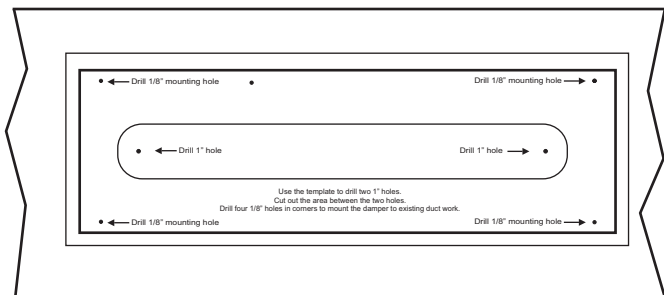 Drill 1/8" mounting hole
Drill 1/8" mounting hole
Drill 1" hole
Drill 1" hole
Use the template to drill two 1" holes.
Cut out the area between the two holes.
Drill four 1/8" holes in corners to mount the damper to existing duct work.
Drill 1/8" mounting hole
Drill 1/8" mounting hole